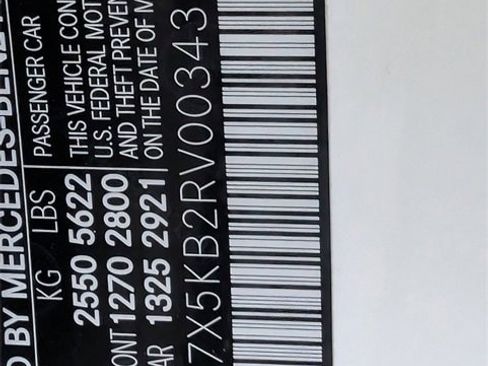 D BY MERCEDES-BENZ
KG LBS PASSENGER CAR
2550 5622 THIS VEHICLE CON
ONT 1270 2800 U.S. FEDERAL MOT
AND THEFT PREVEN
AR 1325 2921 ON THE DATE OF M
7X5KB2RV00343